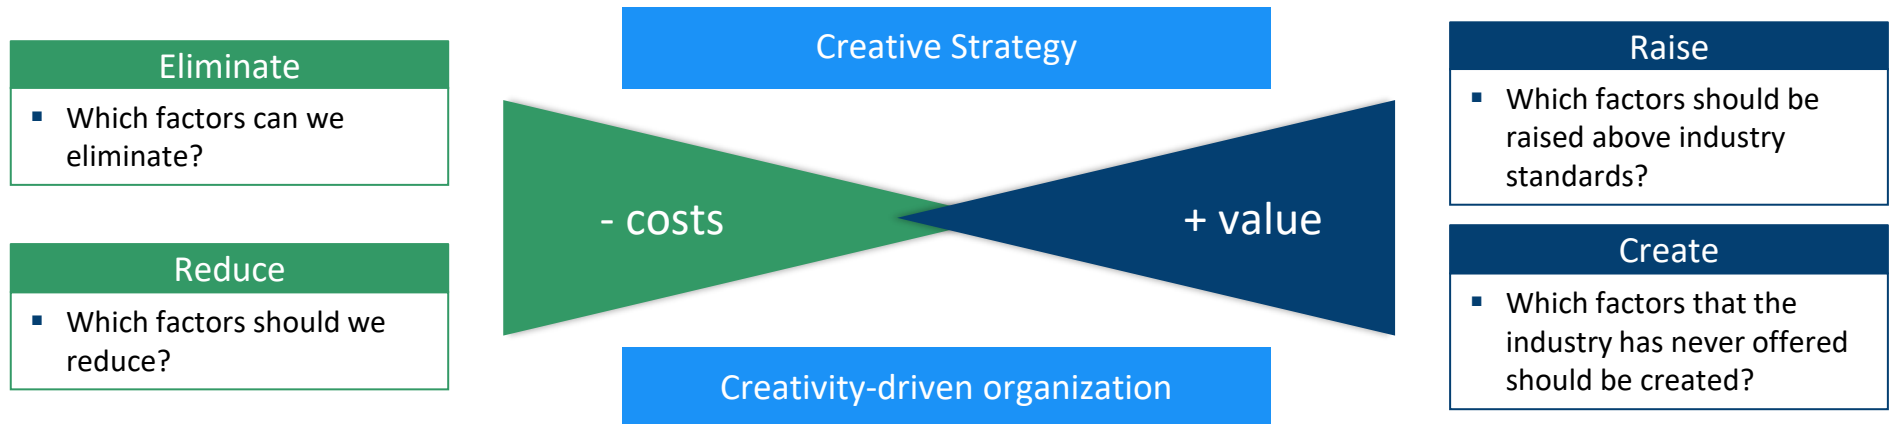 Eliminate
▪ Which factors can we
eliminate?
Reduce
▪ Which factors should we
reduce?
Creative Strategy
- costs
+ value
Creativity-driven organization
Raise
▪ Which factors should be
raised above industry
standards?
Create
▪ Which factors that the
industry has never offered
should be created?